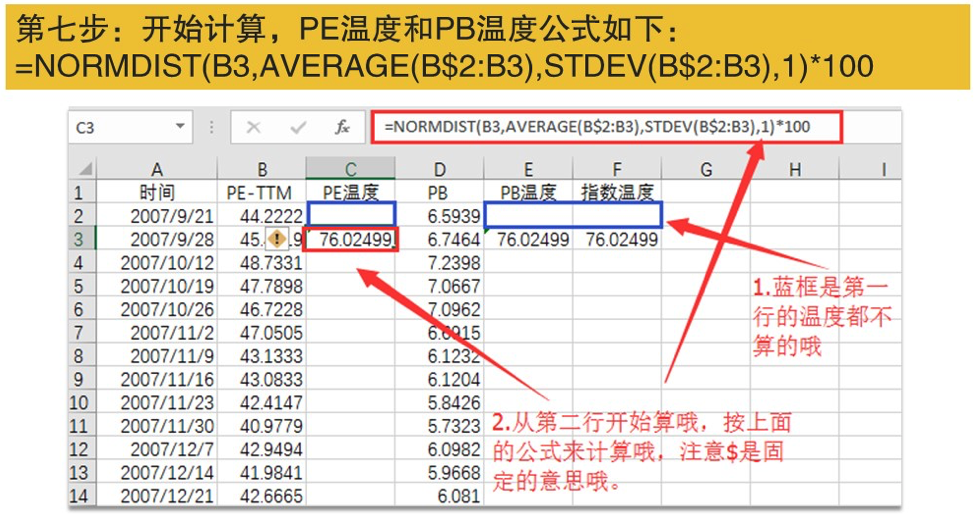 第七步：开始计算，PE温度和PB温度公式如下：
=NORMDIST(B3,AVERAGE(B$2:B3),STDEV(B$2:B3),1)*100
C3 fx =NORMDIST(B3,AVERAGE(B$2:B3),STDEV(B$2:B3),1)*100
A B C D E F G H I
1 时间 PE-TTM PE温度 PB PB温度 指数温度
2 2007/9/21 44.2222 6.5939
3 2007/9/28 45. .9 76.02499 6.7464 76.02499 76.02499
4 2007/10/12 48.7331 7.2398
5 2007/10/19 47.7898 7.0667
6 2007/10/26 46.7228 7.0962
7 2007/11/2 47.0505 6.6915
8 2007/11/9 43.1333 6.1232
9 2007/11/16 43.0833 6.1204
10 2007/11/23 42.4147 5.8426
11 2007/11/30 40.9779 5.7323
12 2007/12/7 42.9494 6.0982
13 2007/12/14 41.9841 5.9668
14 2007/12/21 42.6665 6.081
1.蓝框是第一
行的温度都不
算的哦
2.从第二行开始算哦，按上面
的公式来计算哦，注意$是固
定的意思哦。